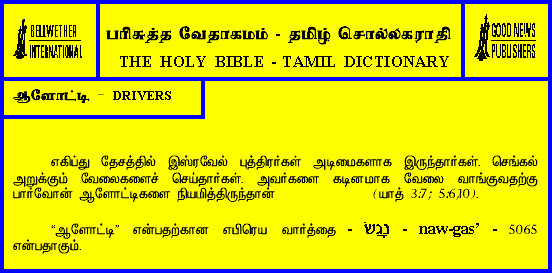 BELLWETHER
INTERNATIONAL
பரிசுத்த வேதாகமம் - தமிழ் சொல்லகராதி
THE HOLY BIBLE - TAMIL DICTIONARY
GOOD NEWS
PUBLISHERS
ஆளோட்டி - DRIVERS
எகிப்து தேசத்தில் இஸ்ரவேல் புத்திரர்கள் அடிமைகளாக இருந்தார்கள். செங்கல்
அறுக்கும் வேலைகளைச் செய்தார்கள். அவர்களை கடினமாக வேலை வாங்குவதற்கு
பார்வோன் ஆளோட்டிகளை நியமித்திருந்தான் (யாத் 3:7; 5:6,10).
“ஆளோட்டி” என்பதற்கான எபிரெய வார்த்தை - נָגַשׂ - naw-gas’ - 5065
என்பதாகும்.